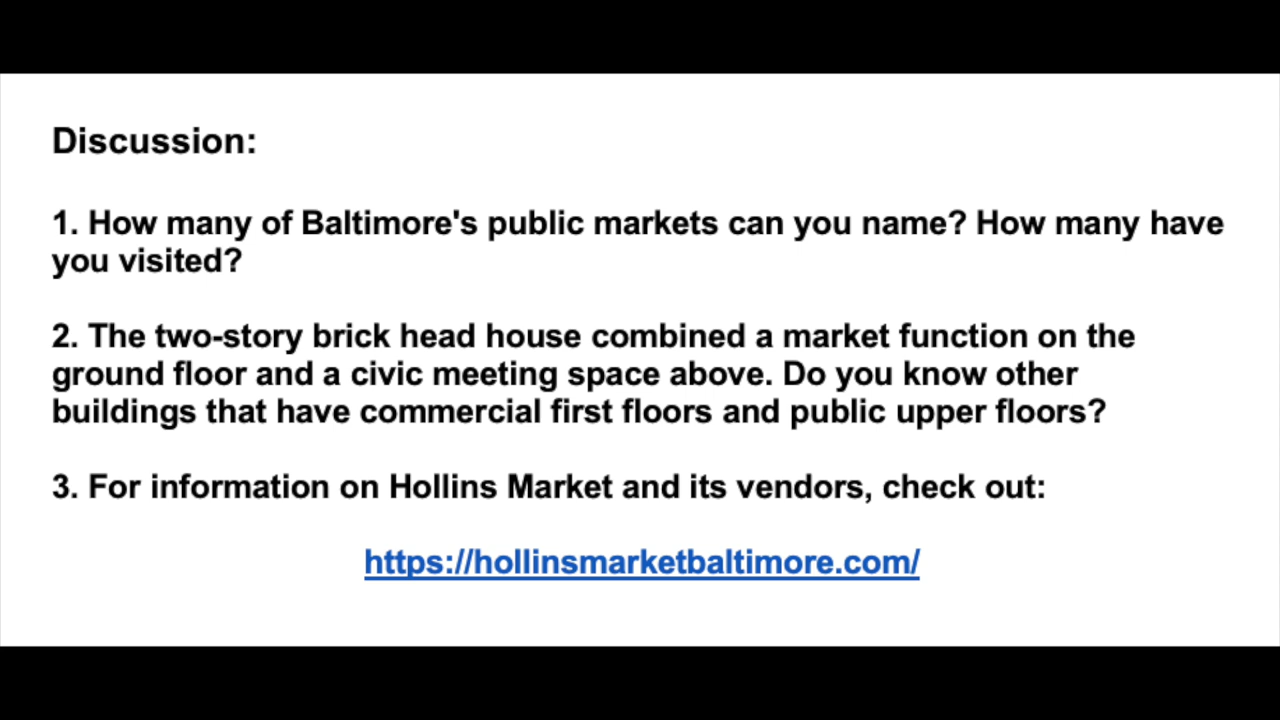 Discussion:
1. How many of Baltimore's public markets can you name? How many have
you visited?
2. The two-story brick head house combined a market function on the
ground floor and a civic meeting space above. Do you know other
buildings that have commercial first floors and public upper floors?
3. For information on Hollins Market and its vendors, check out:
https://hollinsmarketbaltimore.com/